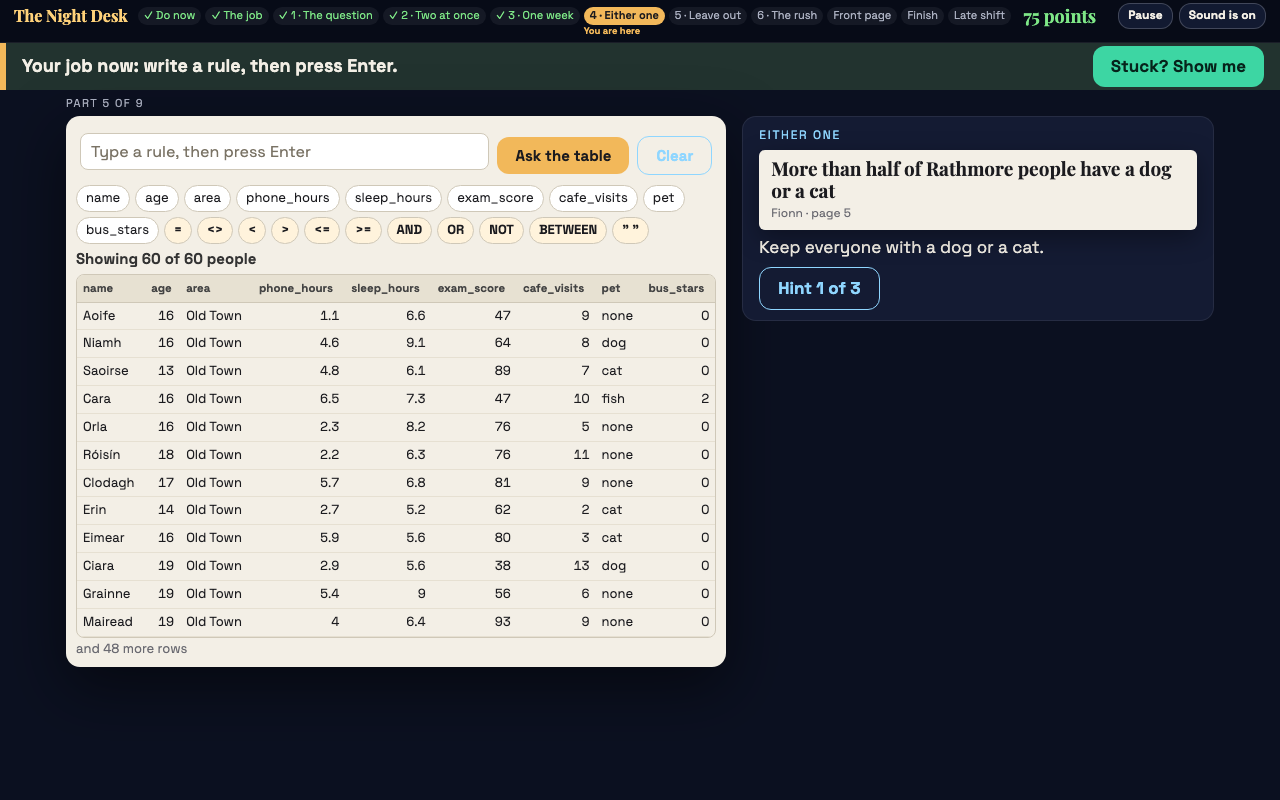 The Night Desk ✓ Do now ✓ The job ✓ 1 · The question ✓ 2 · Two at once ✓ 3 · One week 4 · Either one 5 · Leave out 6 · The rush Front page Finish Late shift 75 points Pause Sound is on
You are here
Your job now: write a rule, then press Enter. Stuck? Show me
PART 5 OF 9
Type a rule, then press Enter Ask the table Clear
name age area phone_hours sleep_hours exam_score cafe_visits pet
bus_stars = <> < > <= >= AND OR NOT BETWEEN " "
Showing 60 of 60 people
name age area phone_hours sleep_hours exam_score cafe_visits pet bus_stars
Aoife 16 Old Town 1.1 6.6 47 9 none 0
Niamh 16 Old Town 4.6 9.1 64 8 dog 0
Saoirse 13 Old Town 4.8 6.1 89 7 cat 0
Cara 16 Old Town 6.5 7.3 47 10 fish 2
Orla 16 Old Town 2.3 8.2 76 5 none 0
Róisín 18 Old Town 2.2 6.3 76 11 none 0
Clodagh 17 Old Town 5.7 6.8 81 9 none 0
Erin 14 Old Town 2.7 5.2 62 2 cat 0
Eimear 16 Old Town 5.9 5.6 80 3 cat 0
Ciara 19 Old Town 2.9 5.6 38 13 dog 0
Grainne 19 Old Town 5.4 9 56 6 none 0
Mairead 19 Old Town 4 6.4 93 9 none 0
and 48 more rows
EITHER ONE
More than half of Rathmore people have a dog
or a cat
Fionn · page 5
Keep everyone with a dog or a cat.
Hint 1 of 3